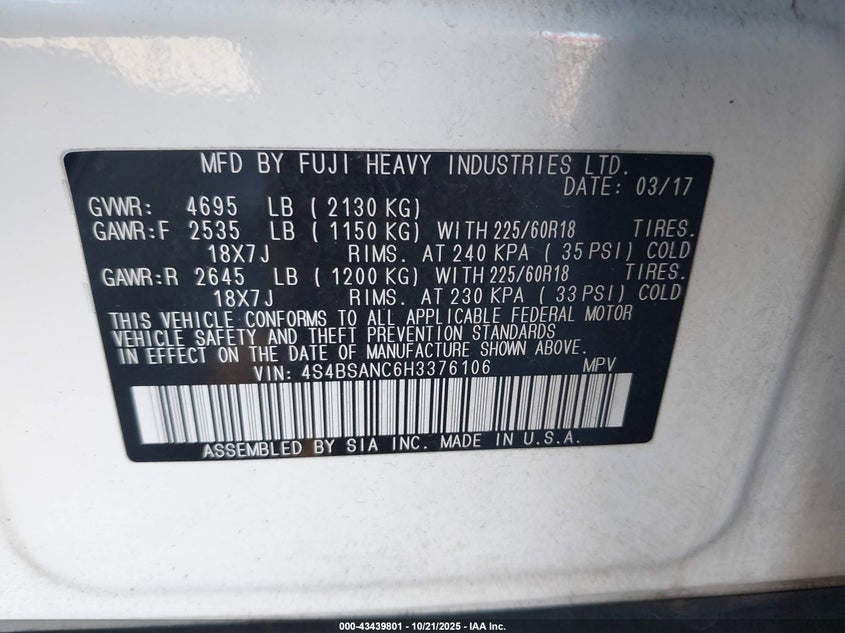 MFD BY FUJI HEAVY INDUSTRIES LTD.
DATE: 03/17
GVWR: 4695 LB ( 2130 KG)
GAWR:F 2535 LB ( 1150 KG) WITH 225/60R18 TIRES.
18X7J RIMS. AT 240 KPA ( 35 PSI) COLD
GAWR:R 2645 LB ( 1200 KG) WITH 225/60R18 TIRES.
18X7J RIMS. AT 230 KPA ( 33 PSI) COLD
THIS VEHICLE CONFORMS TO ALL APPLICABLE FEDERAL MOTOR
VEHICLE SAFETY AND THEFT PREVENTION STANDARDS
IN EFFECT ON THE DATE OF MANUFACTURE SHOWN ABOVE.
VIN: 4S4BSANC6H3376106 MPV
ASSEMBLED BY SIA INC. MADE IN U.S.A.
000-43439801 - 10/21/2025 - IAA Inc.